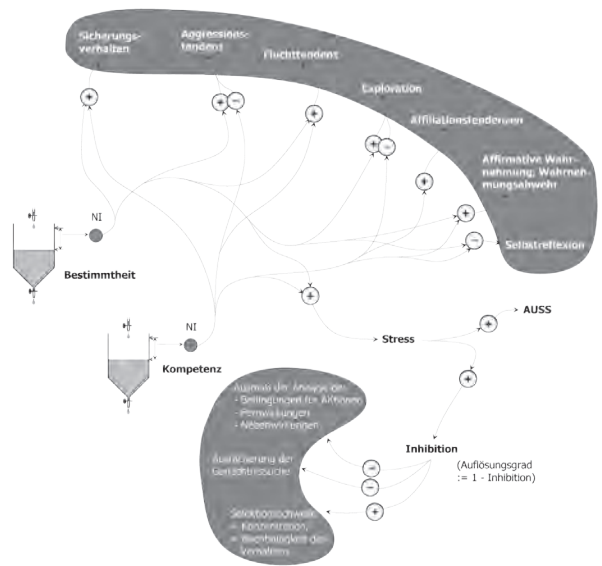 Sicherungs-
verhalten
Aggressions-
tendenz
Fluchttendenz
Exploration
Affiliationstendenzen
Affirmative Wahr-
nehmung; Wahrneh-
mungsabwehr
Selbstreflexion
NI
Bestimmtheit
NI
Kompetenz
Stress
AUSS
Inhibition
(Auflösungsgrad
:= 1 - Inhibition)
Ausmaß der Analyse der
- Bedingungen für Aktionen
- Fernwirkungen
- Nebenwirkungen
der
Gedächtnissuche
Selektionsschwelle
= Konzentration,
des
Verhaltens